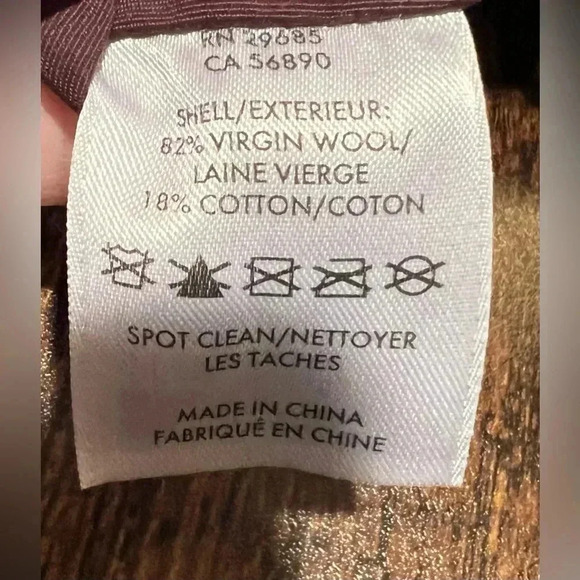 RN 29685
CA 56890
SHELL/EXTERIEUR:
82% VIRGIN WOOL/
LAINE VIERGE
18% COTTON/COTON
SPOT CLEAN/NETTOYER
LES TACHES
MADE IN CHINA
FABRIQUÉ EN CHINE